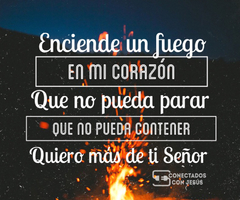 Enciende un fuego
EN MI CORAZÓN
Que no pueda parar
QUE NO PUEDA CONTENER
Quiero más de ti Señor
CONECTADOS
CON JESÚS